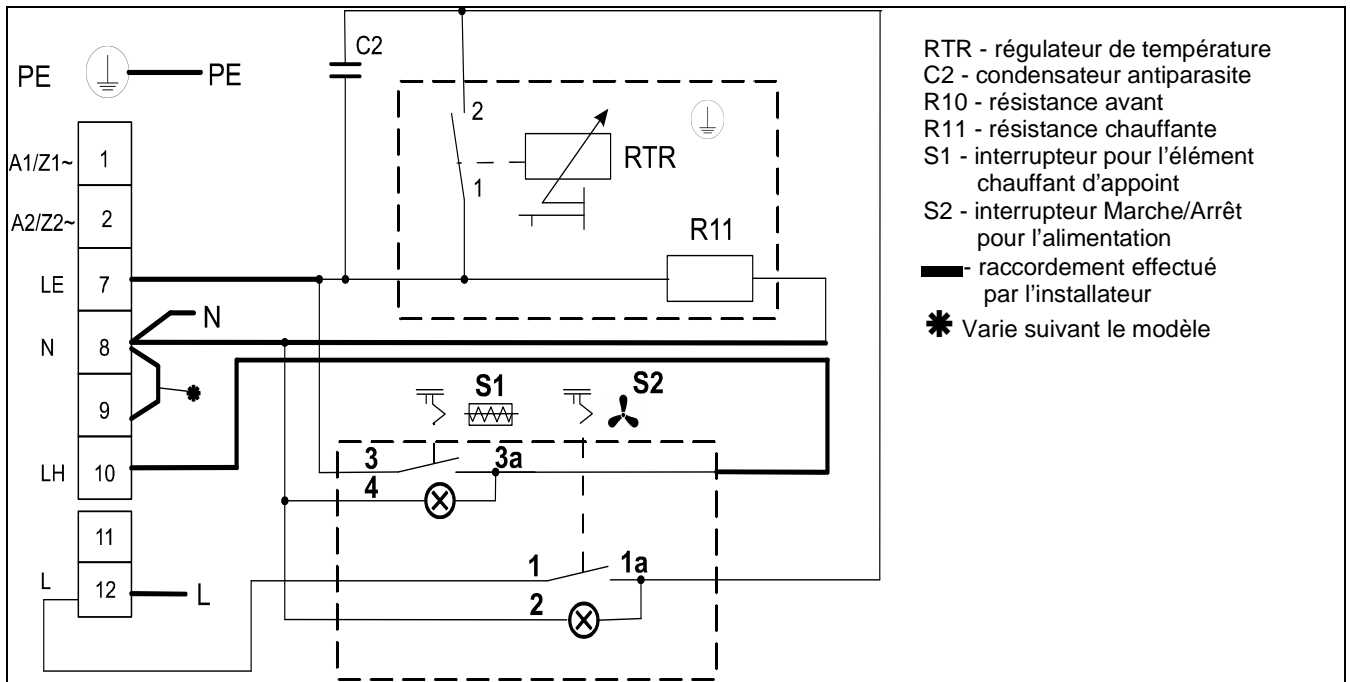 C2
PE
PE
2
RTR
1
R11
A1/Z1~ 1
A2/Z2~ 2
LE 7
N
N 8
9
LH 10
11
L 12
L
S1
S2
3
3a
4
1
1a
2
RTR - régulateur de température
C2 - condensateur antiparasite
R10 - résistance avant
R11 - résistance chauffante
S1 - interrupteur pour l'élément
chauffant d'appoint
S2 - interrupteur Marche/Arrêt
pour l'alimentation
- raccordement effectué
par l'installateur
Varie suivant le modèle